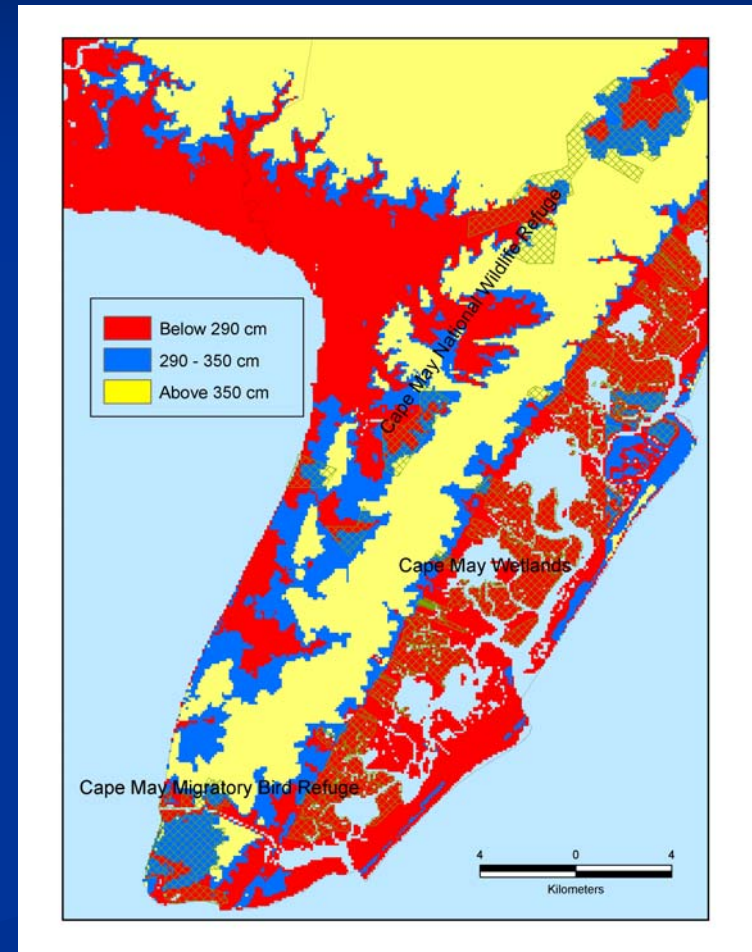 Cape May National Wildlife Refuge
Below 290 cm
290 - 350 cm
Above 350 cm
Cape May Wetlands
Cape May Migratory Bird Refuge
4 0 4
Kilometers